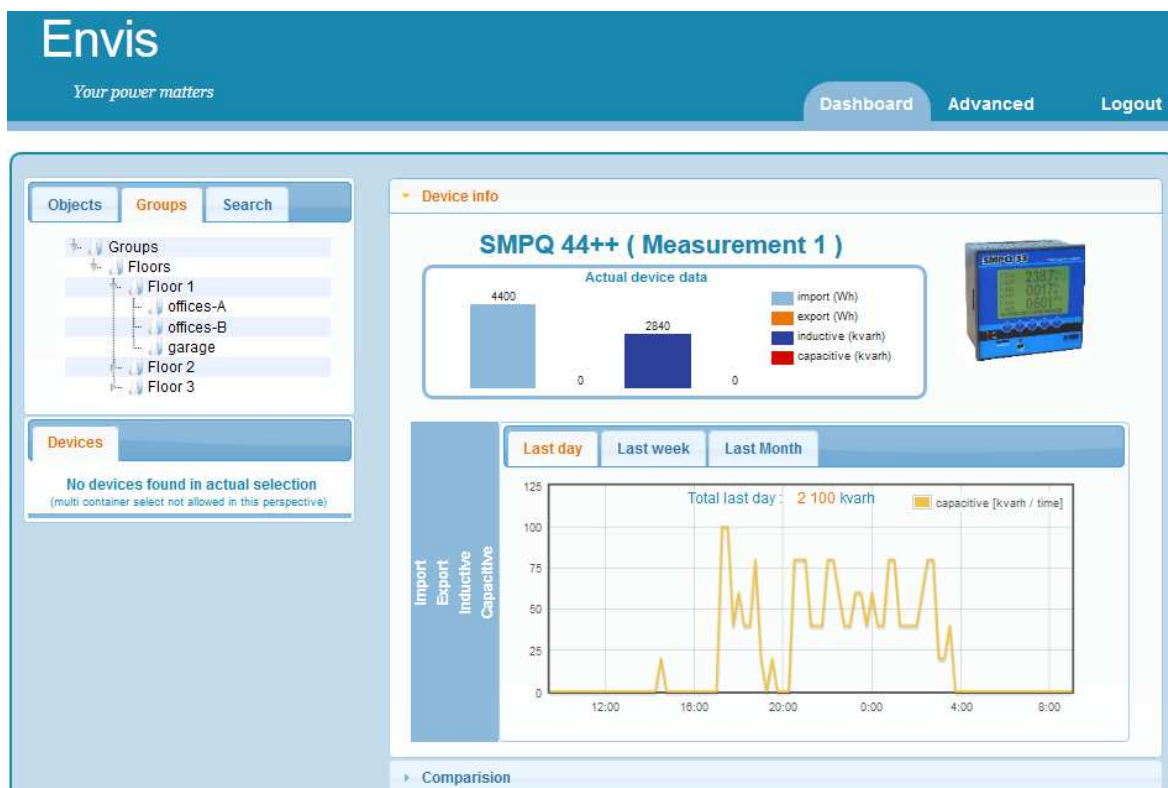 Envis
Your power matters
Dashboard Advanced Logout
Objects Groups Search
Groups
Floors
Floor 1
offices-A
offices-B
garage
Floor 2
Floor 3
Devices
No devices found in actual selection
(multi container select not allowed in this perspective)
Device info
SMPQ 44++ ( Measurement 1 )
Actual device data
4400
0
2840
0
import (Wh)
export (Wh)
inductive (kvarh)
capacitive (kvarh)
SMPQ 33
Import
Export
Inductive
Capacitive
Last day Last week Last Month
Total last day : 2 100 kvarh
capacitive [kvarh / time]
125
100
75
50
25
0
12:00 16:00 20:00 0:00 4:00 8:00
Comparision